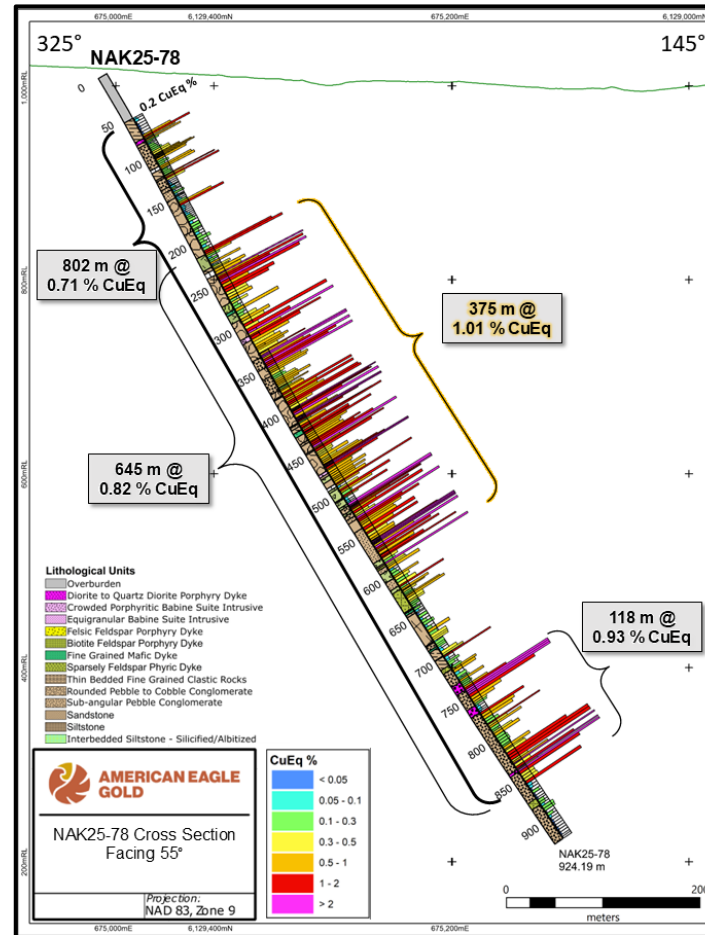 675,000mE
6,129,400mN
675,200mE
6,129,000mN
325°
145°
NAK25-78
1,000mRL
0
0.2 CuEq %
50
100
150
200
250
300
350
400
450
500
550
600
650
700
750
800
850
900
800mRL
600mRL
400mRL
200mRL
802 m @
0.71 % CuEq
375 m @
1.01 % CuEq
645 m @
0.82 % CuEq
118 m @
0.93 % CuEq
NAK25-78
924.19 m
Lithological Units
Overburden
Diorite to Quartz Diorite Porphyry Dyke
Crowded Porphyritic Babine Suite Intrusive
Equigranular Babine Suite Intrusive
Felsic Feldspar Porphyry Dyke
Biotite Feldspar Porphyry Dyke
Fine Grained Mafic Dyke
Sparsely Feldspar Phyric Dyke
Thin Bedded Fine Grained Clastic Rocks
Rounded Pebble to Cobble Conglomerate
Sub-angular Pebble Conglomerate
Sandstone
Siltstone
Interbedded Siltstone - Silicified/Albitized
AMERICAN EAGLE
GOLD
NAK25-78 Cross Section
Facing 55°
Projection:
NAD 83, Zone 9
CuEq %
< 0.05
0.05 - 0.1
0.1 - 0.3
0.3 - 0.5
0.5 - 1
1 - 2
> 2
0
200
meters
675,000mE
6,129,400mN
675,200mE
6,129,000mN